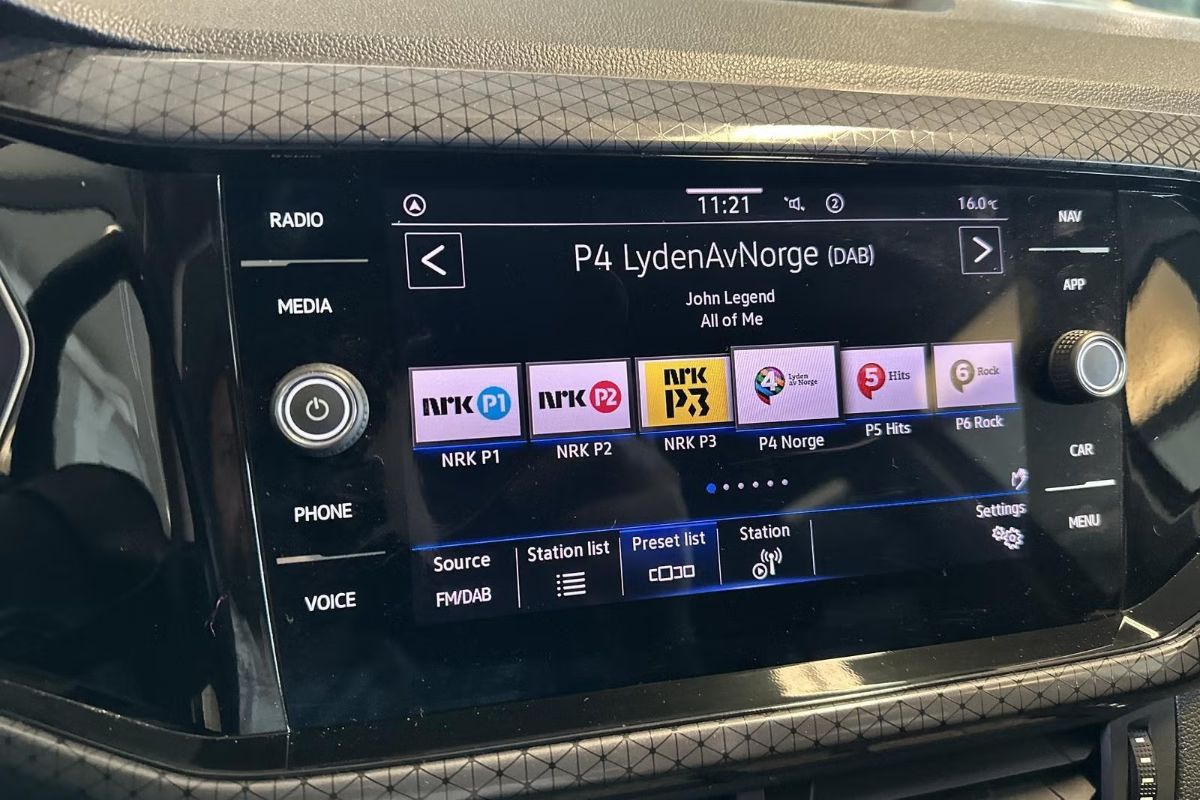 RADIO
MEDIA
PHONE
VOICE
11:21
2
16.0°C
P4 LydenAvNorge (DAB)
John Legend
All of Me
nrk P1
nrk P2
nrk P3
4 Lyden av Norge
5 Hits
6 Rock
NRK P1
NRK P2
NRK P3
P4 Norge
P5 Hits
P6 Rock
Source
FM/DAB
Station list
Preset list
Station
Settings
NAV
APP
CAR
MENU